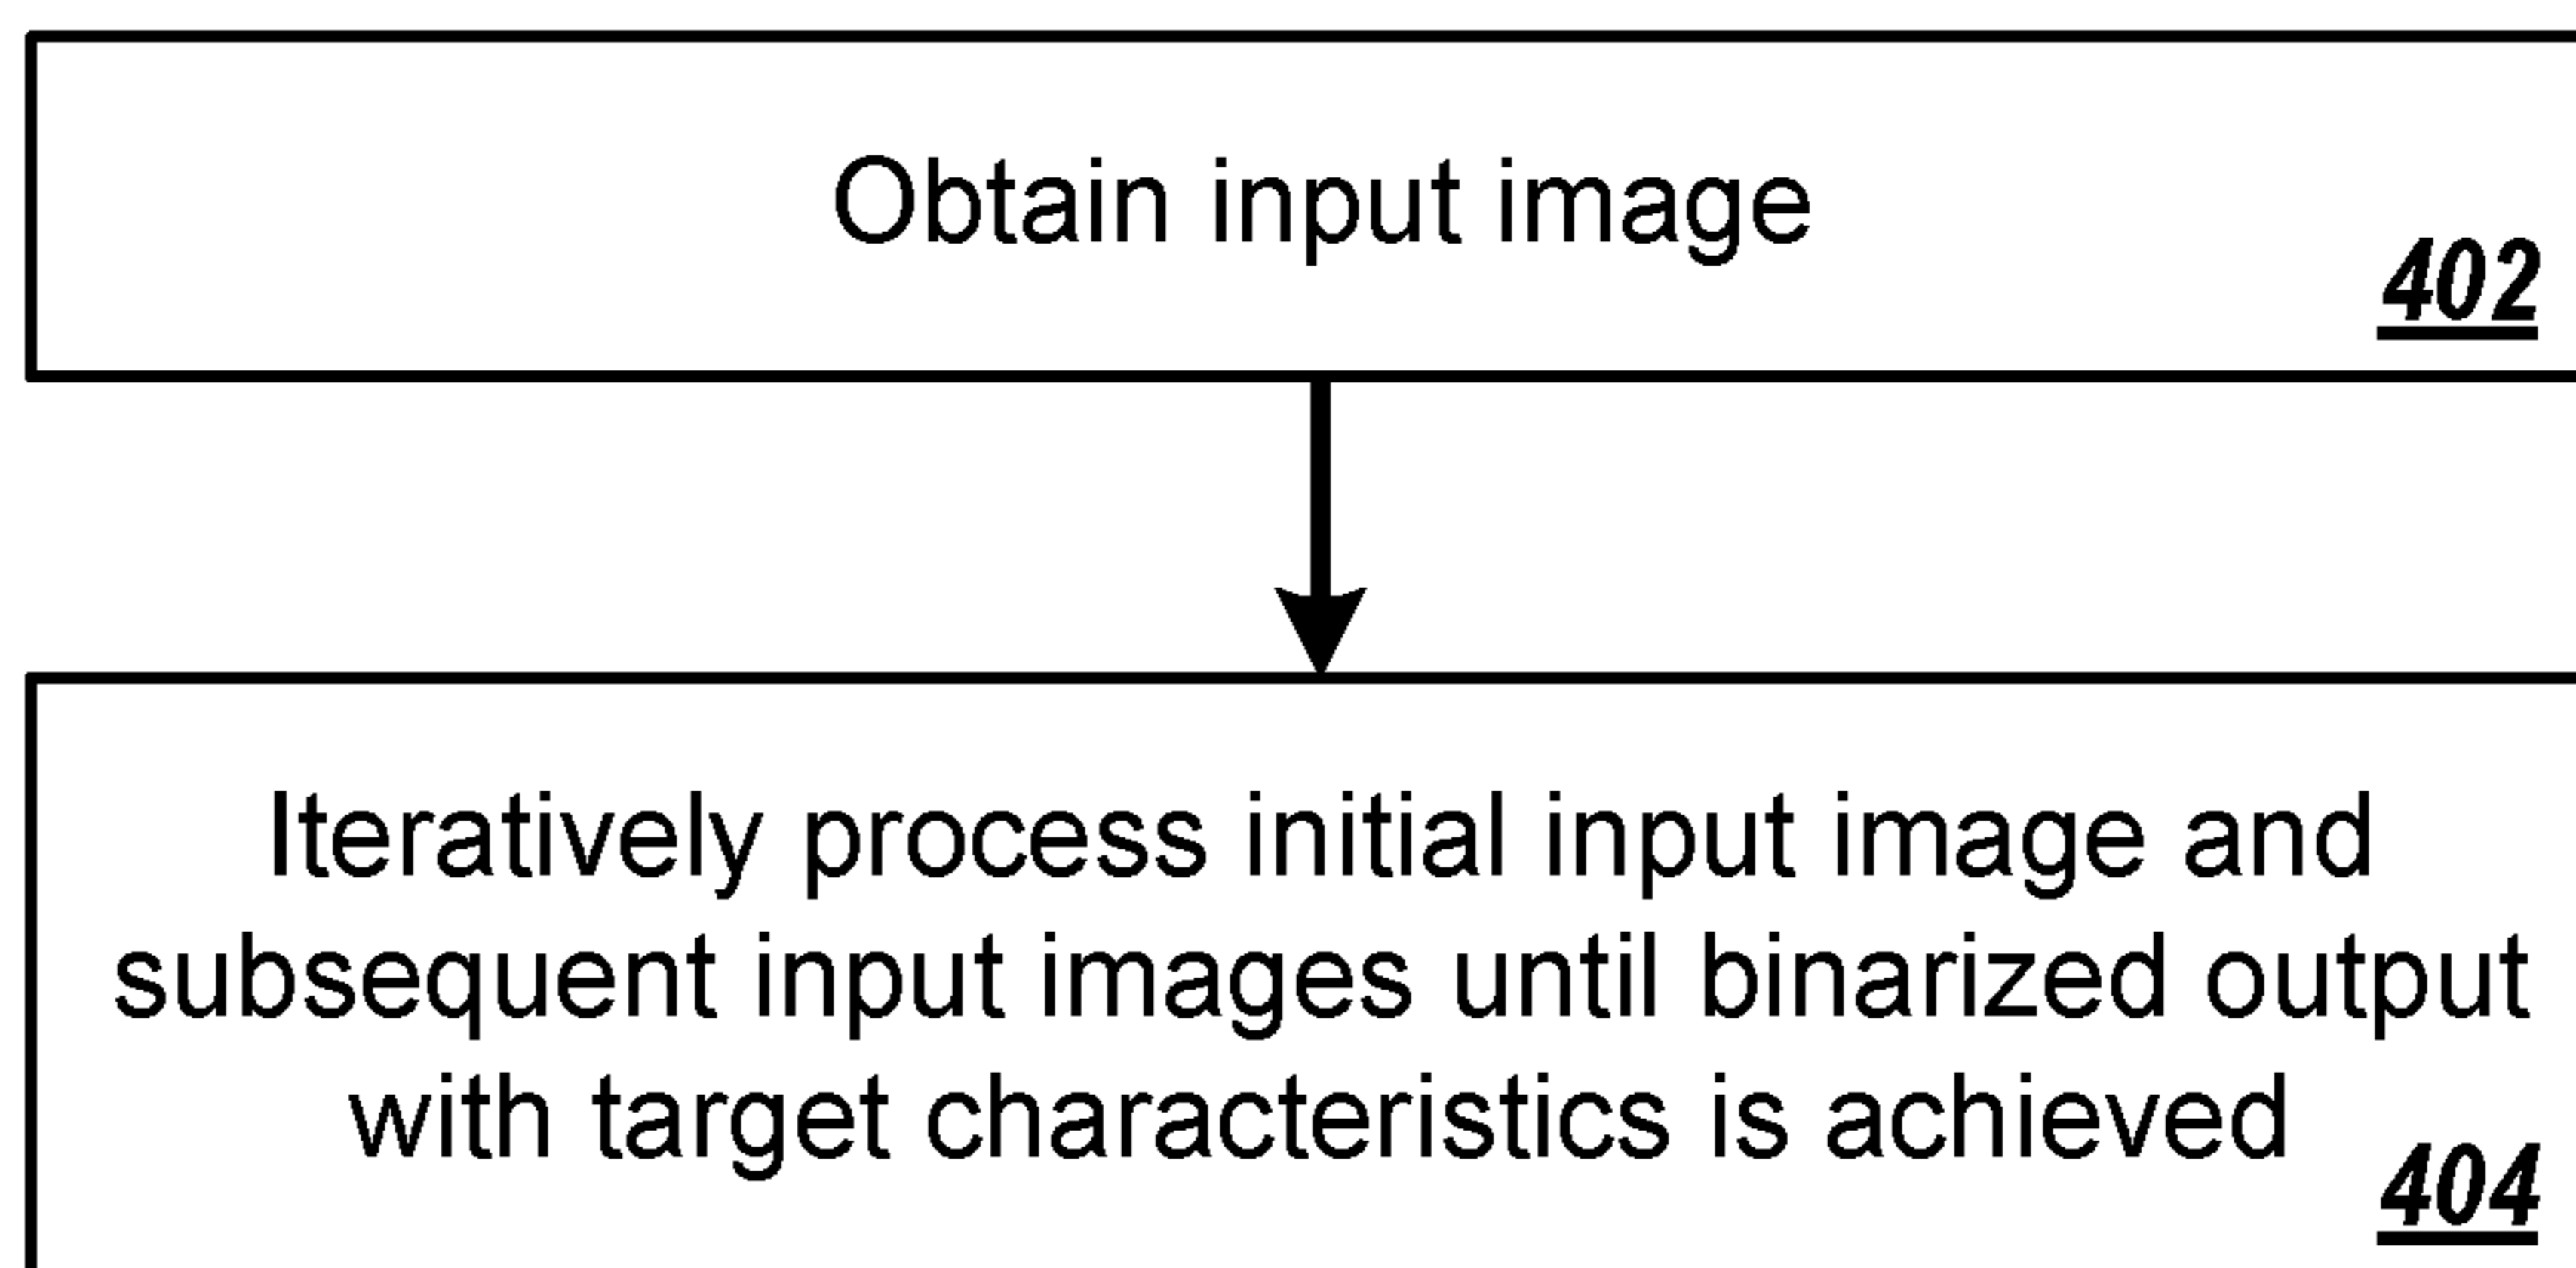 Obtain input image
402
Iteratively process initial input image and
subsequent input images until binarized output
with target characteristics is achieved
404